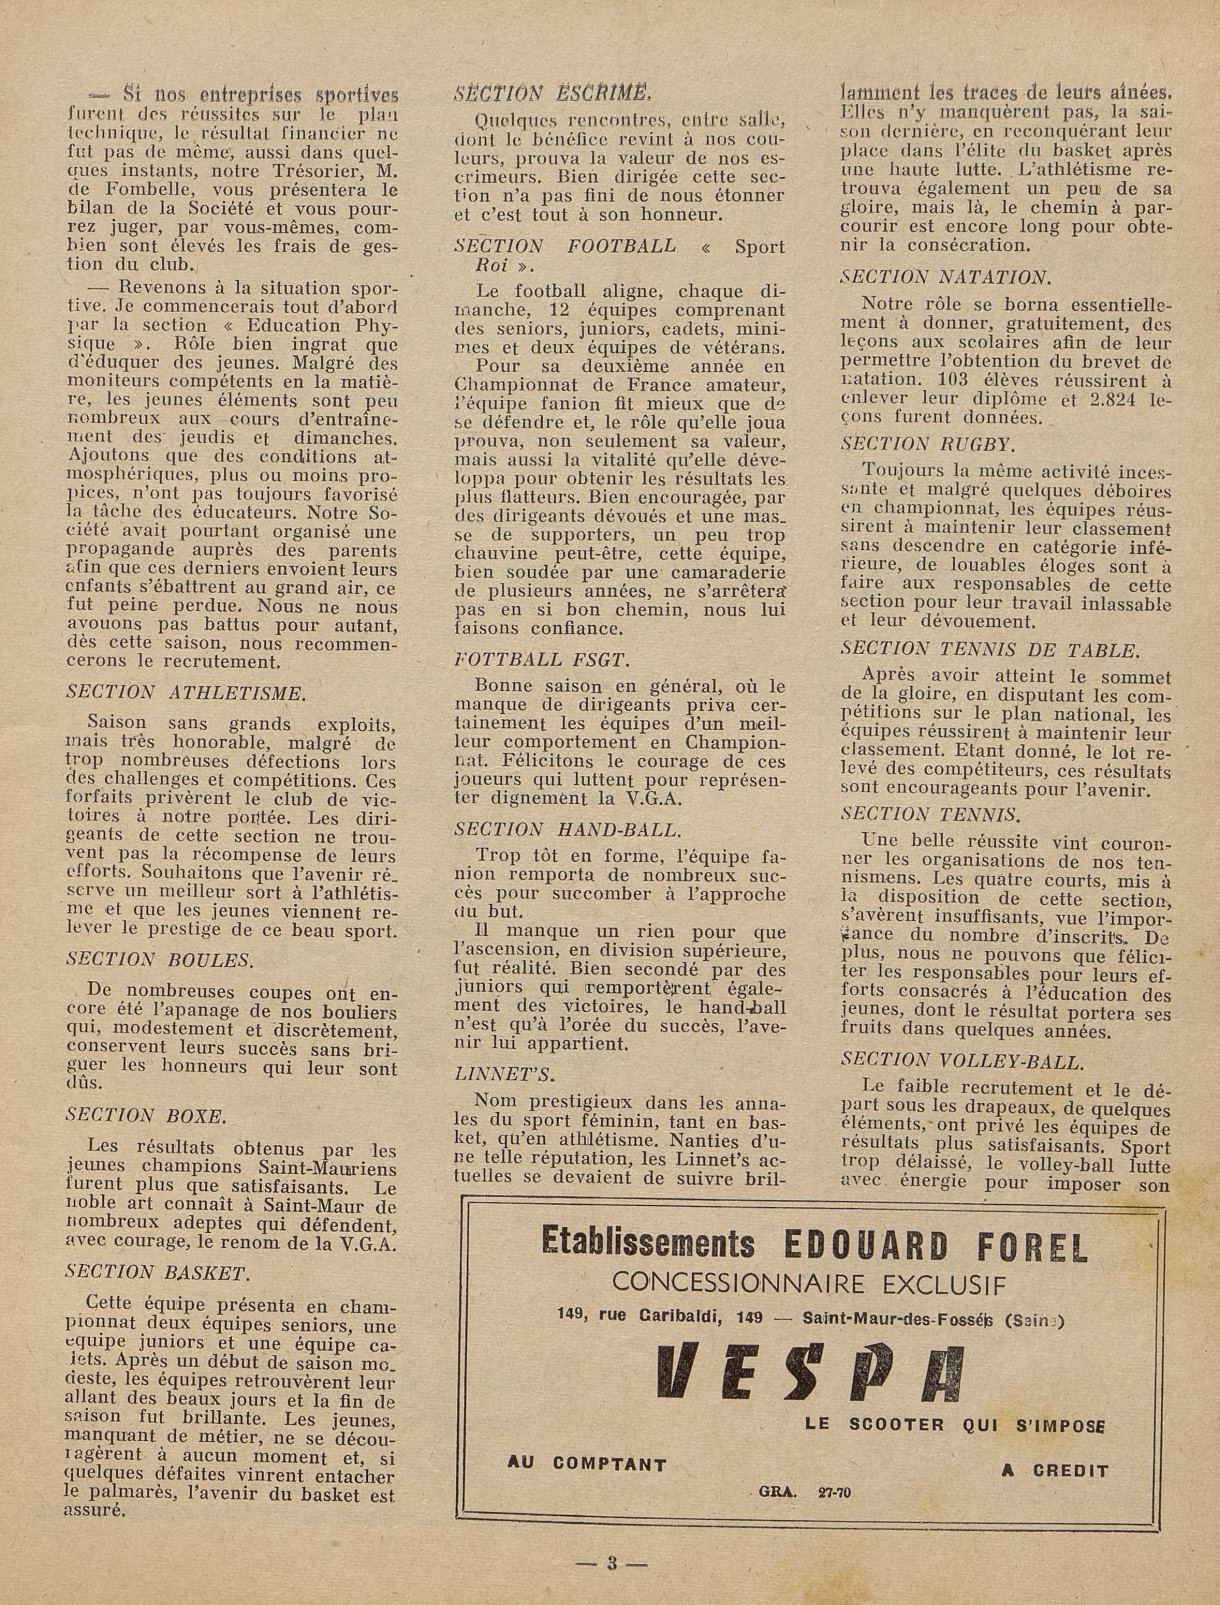 — Si nos entreprises sportives
furent des réussites sur le plan
technique, le résultat financier ne
fut pas de même, aussi dans quel-
ques instants, notre Trésorier, M.
de Fombelle, vous présentera le
bilan de la Société et vous pour-
rez juger, par vous-mêmes, com-
bien sont élevés les frais de ges-
tion du club.
— Revenons à la situation spor-
tive. Je commencerais tout d'abord
par la section « Education Phy-
sique ». Rôle bien ingrat que
d'éduquer des jeunes. Malgré des
moniteurs compétents en la matiè-
re, les jeunes éléments sont peu
nombreux aux cours d'entraîne-
ment des jeudis et dimanches.
Ajoutons que des conditions at-
mosphériques, plus ou moins pro-
pices, n'ont pas toujours favorisé
la tâche des éducateurs. Notre So-
ciété avait pourtant organisé une
propagande auprès des parents
afin que ces derniers envoient leurs
enfants s'ébattrent au grand air, ce
fut peine perdue. Nous ne nous
avouons pas battus pour autant,
dès cette saison, nous recommen-
cerons le recrutement.
SECTION ATHLETISME.
Saison sans grands exploits,
mais très honorable, malgré de
trop nombreuses défections lors
des challenges et compétitions. Ces
forfaits privèrent le club de vic-
toires à notre portée. Les diri-
geants de cette section ne trou-
vent pas la récompense de leurs
efforts. Souhaitons que l'avenir ré-
serve un meilleur sort à l'athlétis-
me et que les jeunes viennent re-
lever le prestige de ce beau sport.
SECTION BOULES.
De nombreuses coupes ont en-
core été l'apanage de nos bouliers
qui, modestement et discrètement,
conservent leurs succès sans bri-
guer les honneurs qui leur sont
dûs.
SECTION BOXE.
Les résultats obtenus par les
jeunes champions Saint-Mauriens
furent plus que satisfaisants. Le
noble art connaît à Saint-Maur de
nombreux adeptes qui défendent,
avec courage, le renom de la V.G.A.
SECTION BASKET.
Cette équipe présenta en cham-
pionnat deux équipes seniors, une
équipe juniors et une équipe ca-
dets. Après un début de saison mo-
deste, les équipes retrouvèrent leur
allant des beaux jours et la fin de
saison fut brillante. Les jeunes,
manquant de métier, ne se décou-
ragèrent à aucun moment et, si
quelques défaites vinrent entacher
le palmarès, l'avenir du basket est
assuré.
SECTION ESCRIME.
Quelques rencontres, entre salle,
dont le bénéfice revint à nos cou-
leurs, prouva la valeur de nos es-
crimeurs. Bien dirigée cette sec-
tion n'a pas fini de nous étonner
et c'est tout à son honneur.
SECTION FOOTBALL « Sport
Roi ».
Le football aligne, chaque di-
manche, 12 équipes comprenant
des seniors, juniors, cadets, mini-
mes et deux équipes de vétérans.
Pour sa deuxième année en
Championnat de France amateur,
l'équipe fanion fit mieux que de
se défendre et, le rôle qu'elle joua
prouva, non seulement sa valeur,
mais aussi la vitalité qu'elle déve-
loppa pour obtenir les résultats les
plus flatteurs. Bien encouragée, par
des dirigeants dévoués et une mas-
se de supporters, un peu trop
chauvine peut-être, cette équipe,
bien soudée par une camaraderie
de plusieurs années, ne s'arrêtera
pas en si bon chemin, nous lui
faisons confiance.
FOTTBALL FSGT.
Bonne saison en général, où le
manque de dirigeants priva cer-
tainement les équipes d'un meil-
leur comportement en Champion-
nat. Félicitons le courage de ces
joueurs qui luttent pour représen-
ter dignement la V.G.A.
SECTION HAND-BALL.
Trop tôt en forme, l'équipe fa-
nion remporta de nombreux suc-
cès pour succomber à l'approche
du but.
Il manque un rien pour que
l'ascension, en division supérieure,
fut réalité. Bien secondé par des
juniors qui remportèrent égale-
ment des victoires, le hand-ball
n'est qu'à l'orée du succès, l'ave-
nir lui appartient.
LINNET'S.
Nom prestigieux dans les anna-
les du sport féminin, tant en bas-
ket, qu'en athlétisme. Nanties d'u-
ne telle réputation, les Linnet's ac-
tuelles se devaient de suivre bril-
lamment les traces de leurs aînées.
Elles n'y manquèrent pas, la sai-
son dernière, en reconquérant leur
place dans l'élite du basket après
une haute lutte. L'athlétisme re-
trouva également un peu de sa
gloire, mais là, le chemin à par-
courir est encore long pour obte-
nir la consécration.
SECTION NATATION.
Notre rôle se borna essentielle-
ment à donner, gratuitement, des
leçons aux scolaires afin de leur
permettre l'obtention du brevet de
natation. 103 élèves réussirent à
enlever leur diplôme et 2.824 le-
çons furent données.
SECTION RUGBY.
Toujours la même activité inces-
sante et malgré quelques déboires
en championnat, les équipes réus-
sirent à maintenir leur classement
sans descendre en catégorie infé-
rieure, de louables éloges sont à
faire aux responsables de cette
section pour leur travail inlassable
et leur dévouement.
SECTION TENNIS DE TABLE.
Après avoir atteint le sommet
de la gloire, en disputant les com-
pétitions sur le plan national, les
équipes réussirent à maintenir leur
classement. Etant donné, le lot re-
levé des compétiteurs, ces résultats
sont encourageants pour l'avenir.
SECTION TENNIS.
Une belle réussite vint couron-
ner les organisations de nos ten-
nismens. Les quatre courts, mis à
la disposition de cette section,
s'avèrent insuffisants, vue l'impor-
tance du nombre d'inscrits. De
plus, nous ne pouvons que félici-
ter les responsables pour leurs ef-
forts consacrés à l'éducation des
jeunes, dont le résultat portera ses
fruits dans quelques années.
SECTION VOLLEY-BALL.
Le faible recrutement et le dé-
part sous les drapeaux, de quelques
éléments, ont privé les équipes de
résultats plus satisfaisants. Sport
trop délaissé, le volley-ball lutte
avec énergie pour imposer son
Etablissements EDOUARD FOREL
CONCESSIONNAIRE EXCLUSIF
149, rue Garibaldi, 149 — Saint-Maur-des-Fossés (Seine)
VESPA
LE SCOOTER QUI S'IMPOSE
AU COMPTANT
A CREDIT
GRA. 27-70
— 3 —